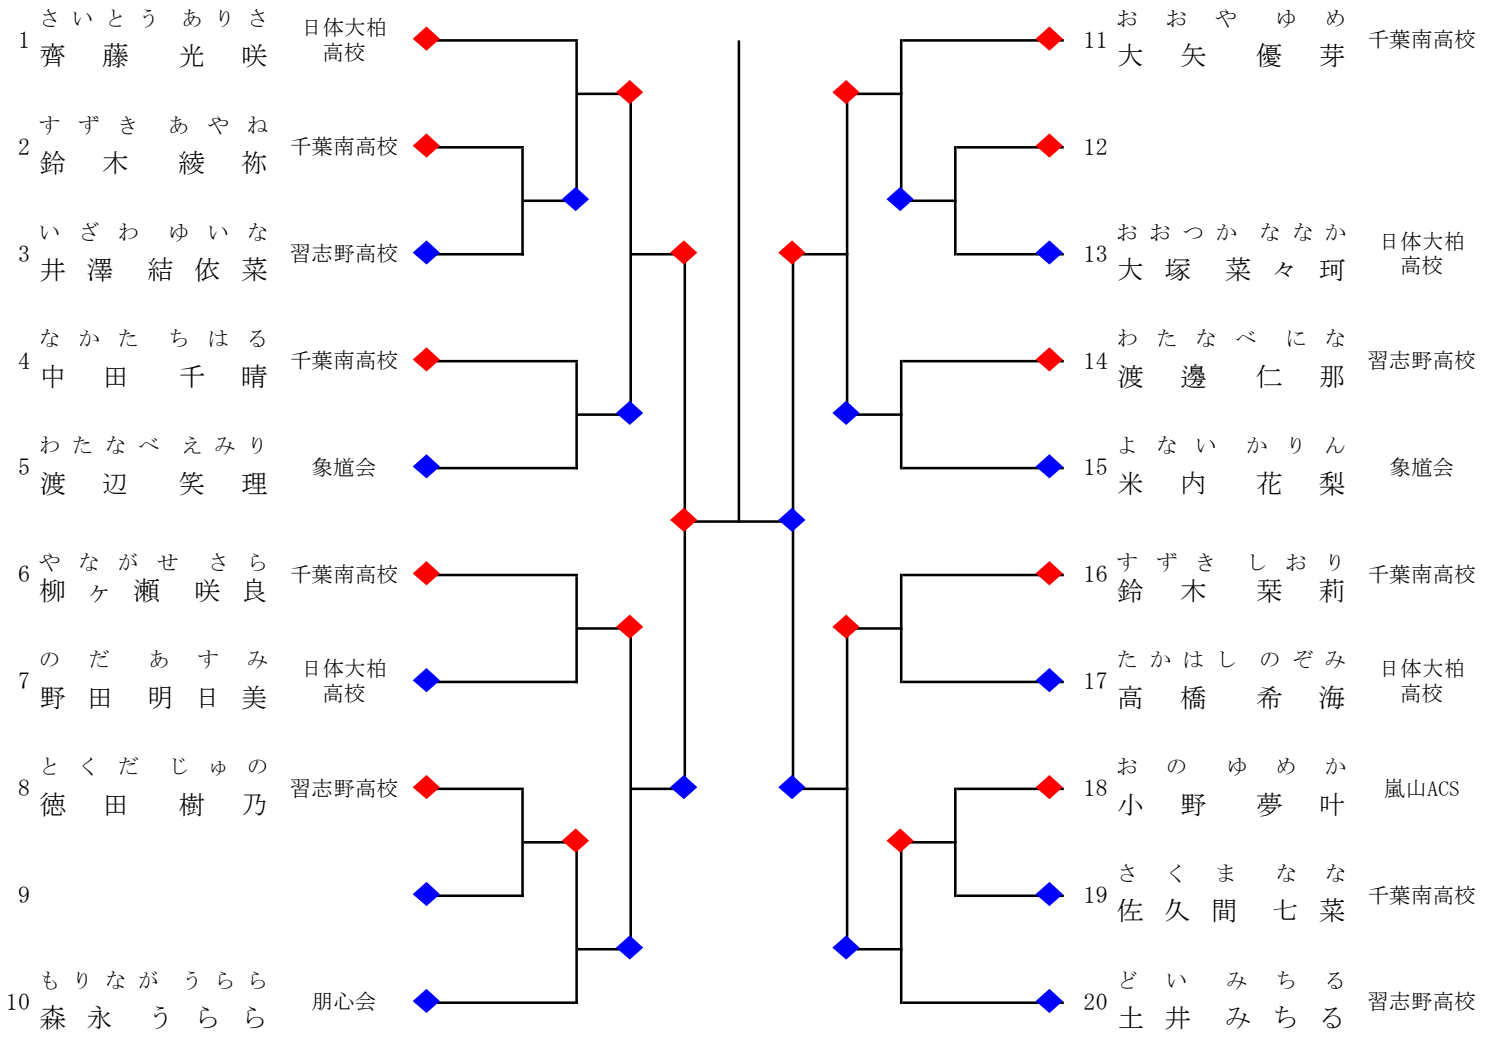 1
さいとう ありさ
齊藤 光咲
日体大柏
高校
2
すずき あやね
鈴木 綾祢
千葉南高校
3
いざわ ゆいな
井澤 結依菜
習志野高校
4
なかた ちはる
中田 千晴
千葉南高校
5
わたなべ えみり
渡辺 笑理
象道会
6
やながせ さら
柳ヶ瀬 咲良
千葉南高校
7
のだ あすみ
野田 明日美
日体大柏
高校
8
とくだ じゅの
徳田 樹乃
習志野高校
9
10
もりなが うらら
森永 うらら
朋心会
11
おおや ゆめ
大矢 優芽
千葉南高校
12
13
おおつか ななか
大塚 菜々珂
日体大柏
高校
14
わたなべ にな
渡邊 仁那
習志野高校
15
よない かりん
米内 花梨
象道会
16
すずき しおり
鈴木 栞莉
千葉南高校
17
たかはし のぞみ
高橋 希海
日体大柏
高校
18
おの ゆめか
小野 夢叶
嵐山ACS
19
さくま なな
佐久間 七菜
千葉南高校
20
どい みちる
土井 みちる
習志野高校